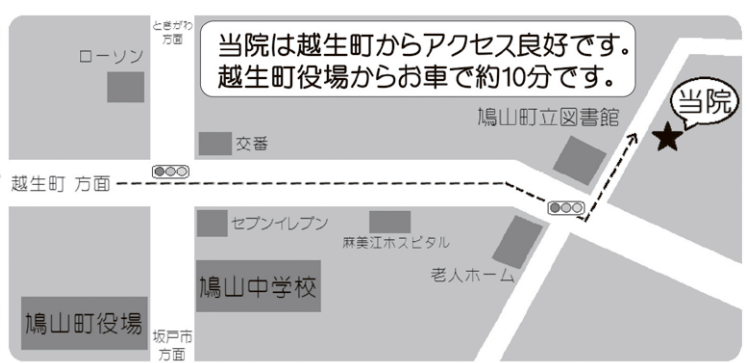 ときがわ
方面
ローソン
当院は越生町からアクセス良好です。
越生町役場からお車で約10分です。
当院
鳩山町立図書館
交番
越生町 方面
セブンイレブン
麻美江ホスピタル
老人ホーム
鳩山中学校
鳩山町役場
坂戸市
方面